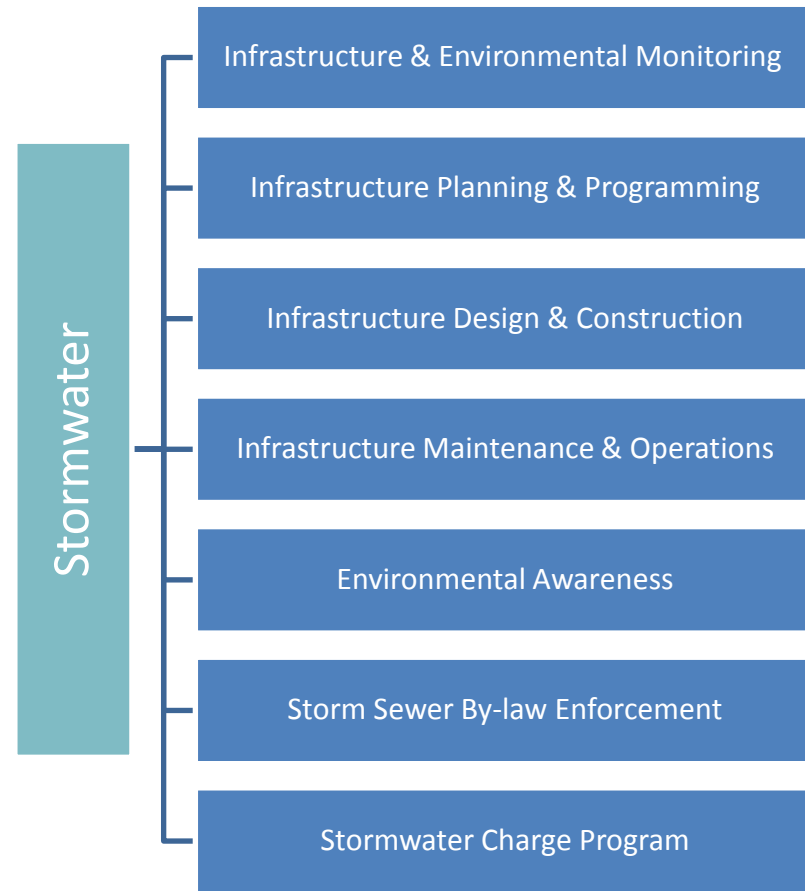 Stormwater
Infrastructure & Environmental Monitoring
Infrastructure Planning & Programming
Infrastructure Design & Construction
Infrastructure Maintenance & Operations
Environmental Awareness
Storm Sewer By-law Enforcement
Stormwater Charge Program